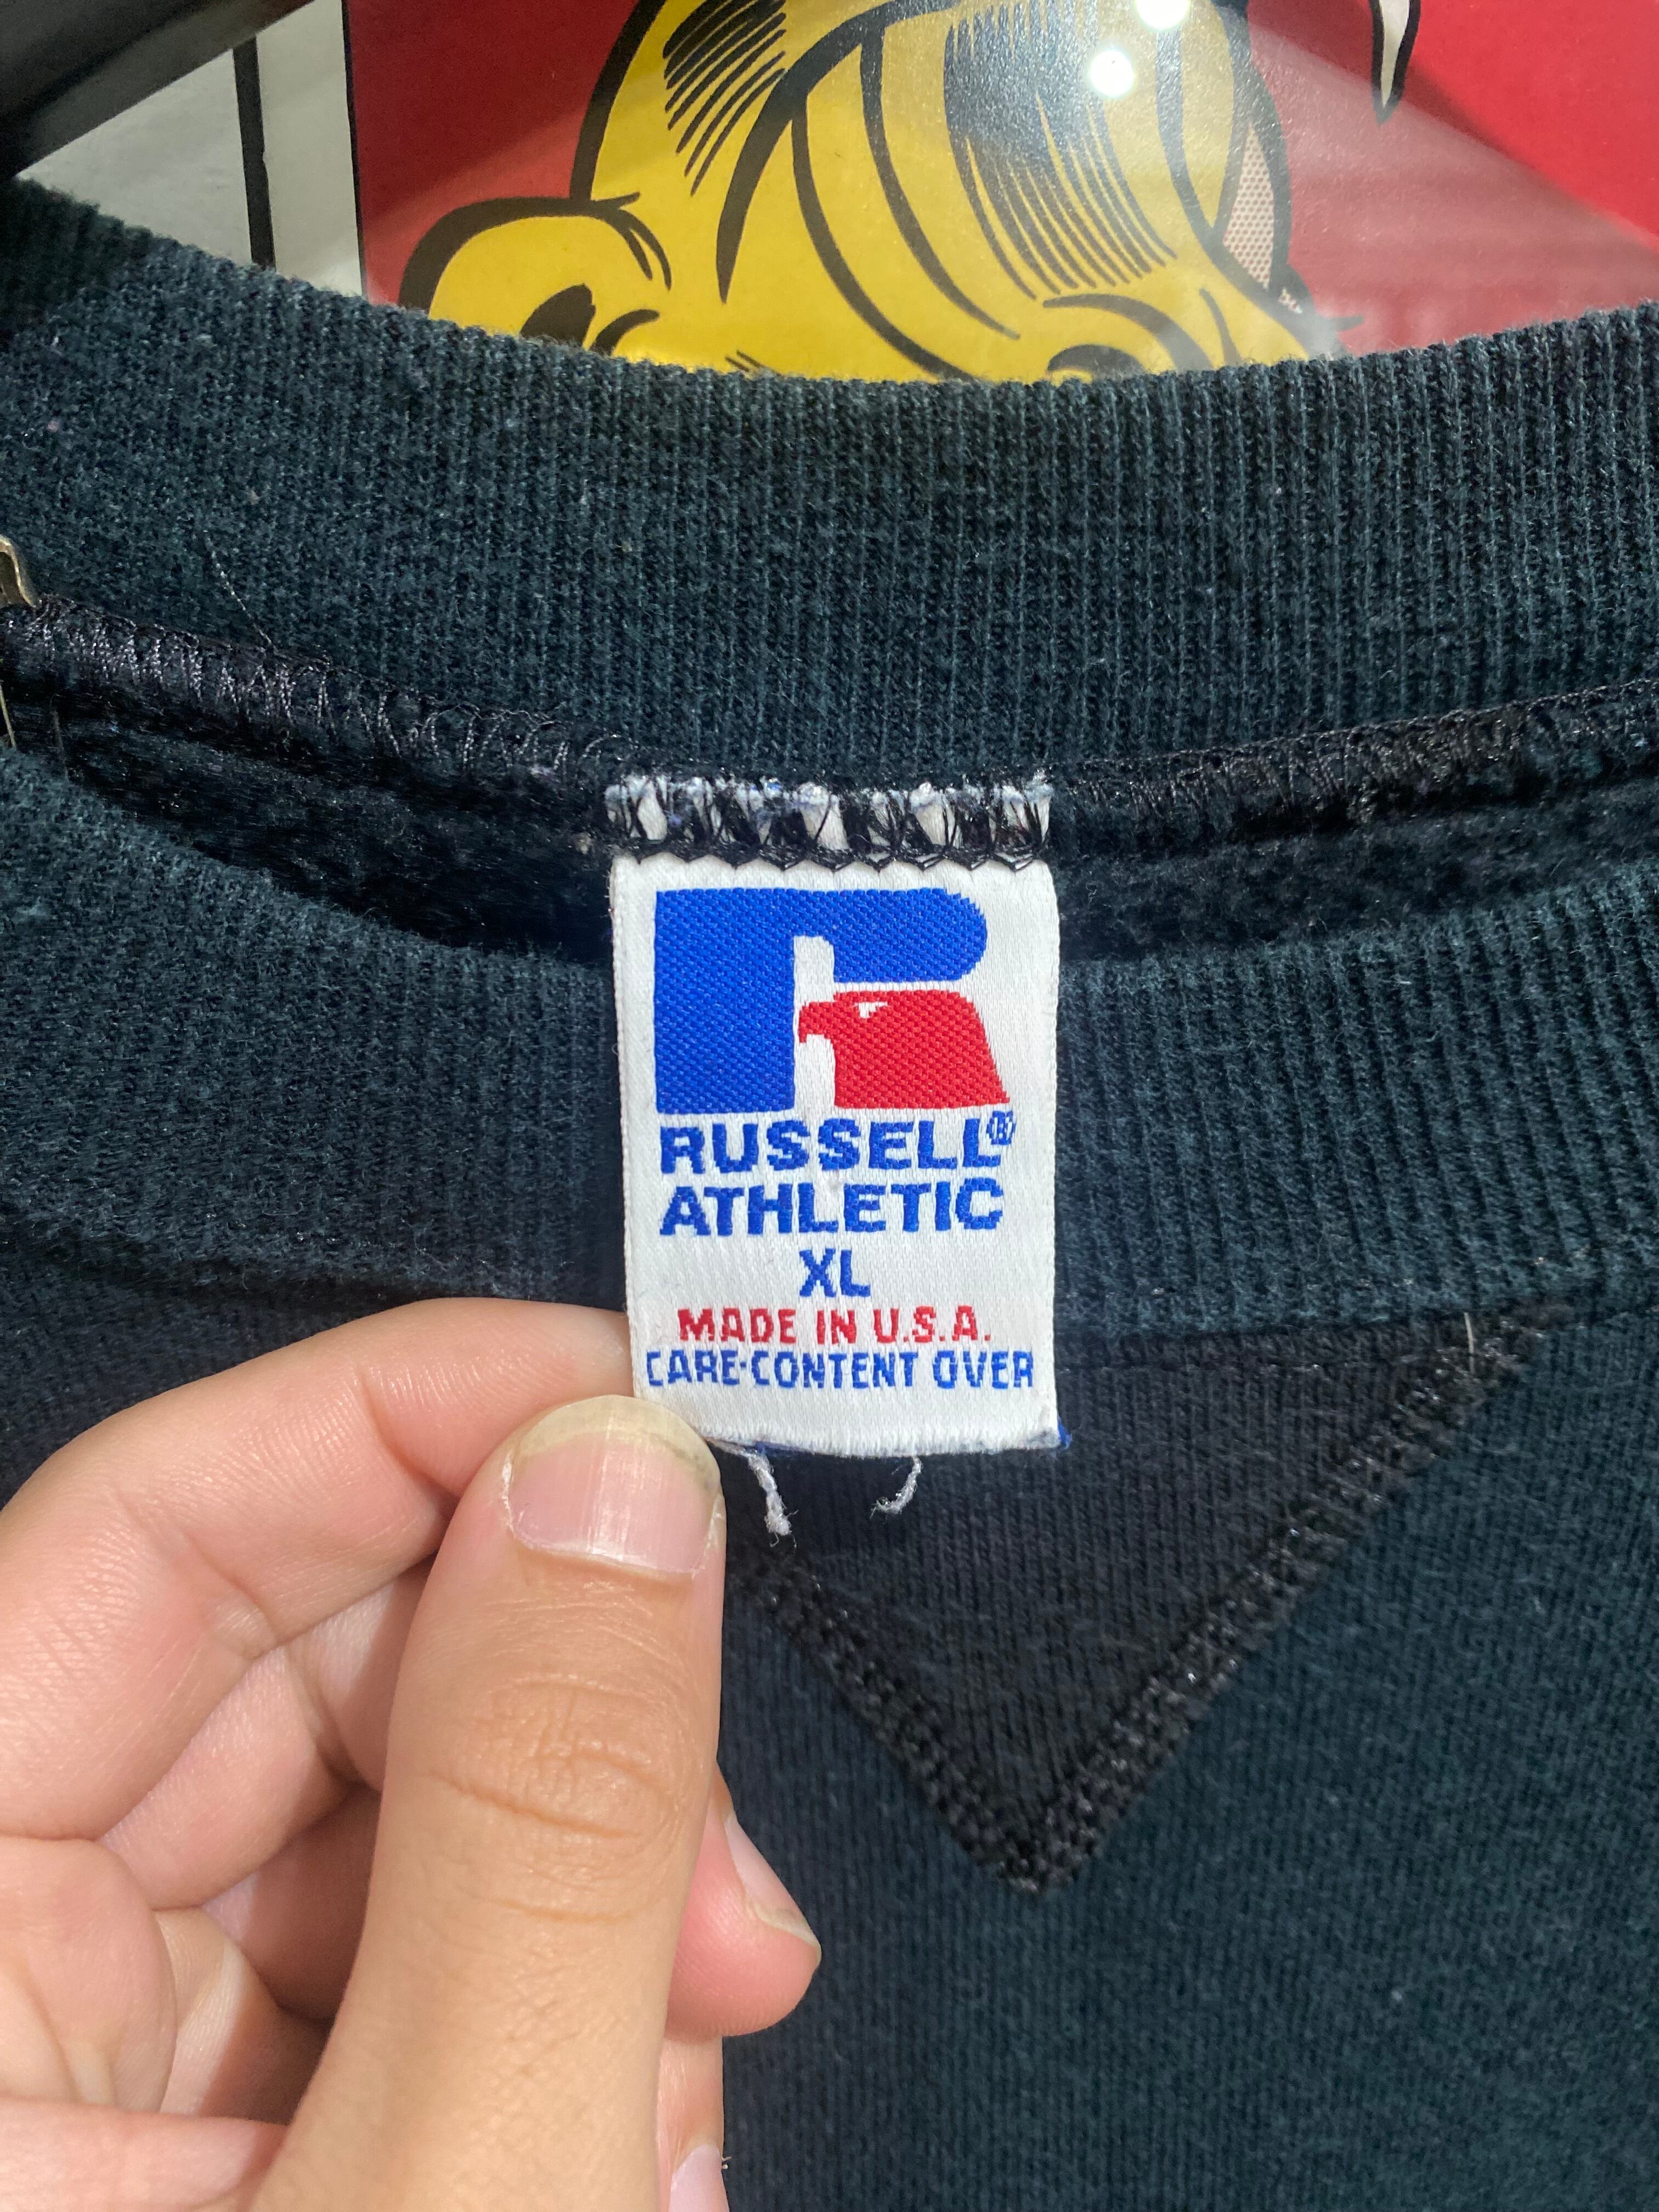 RUSSELL®
ATHLETIC
XL
MADE IN U.S.A.
CARE·CONTENT OVER